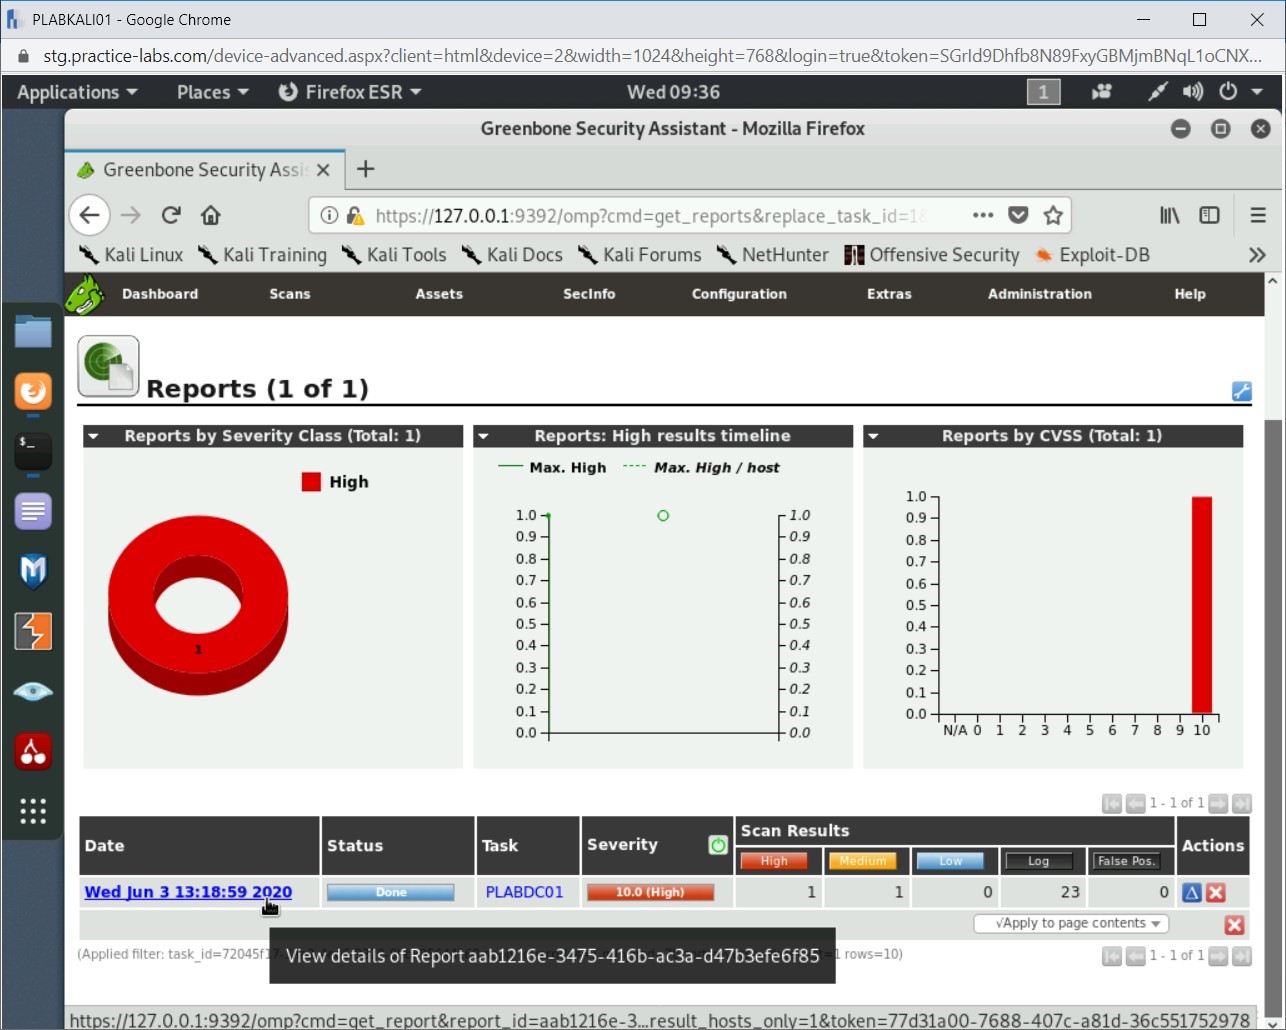 PLABKALI01 - Google Chrome
stg.practice-labs.com/device-advanced.aspx?client=html&device=2&width=1024&height=768&login=true&token=SGrId9Dhfb8N89FxyGBMjmBNqL1oCNX...
Applications Places Firefox ESR Wed 09:36 1
Greenbone Security Assistant - Mozilla Firefox
Greenbone Security Assis
https://127.0.0.1:9392/omp?cmd=get_reports&replace_task_id=1&
Kali Linux Kali Training Kali Tools Kali Docs Kali Forums NetHunter Offensive Security Exploit-DB
Dashboard Scans Assets SecInfo Configuration Extras Administration Help
Reports (1 of 1)
Reports by Severity Class (Total: 1)
High
1
Reports: High results timeline
Max. High Max. High / host
1.0 1.0
0.9 0.9
0.8 0.8
0.7 0.7
0.6 0.6
0.5 0.5
0.4 0.4
0.3 0.3
0.2 0.2
0.1 0.1
0.0 0.0
Reports by CVSS (Total: 1)
1.0
0.9
0.8
0.7
0.6
0.5
0.4
0.3
0.2
0.1
0.0
N/A 0 1 2 3 4 5 6 7 8 9 10
1 - 1 of 1
Date Status Task Severity Scan Results Actions
High Medium Low Log False Pos.
Wed Jun 3 13:18:59 2020 Done PLABDC01 10.0 (High) 1 1 0 23 0
√Apply to page contents
(Applied filter: task_id=72045f1 =1 rows=10) 1 - 1 of 1
View details of Report aab1216e-3475-416b-ac3a-d47b3efe6f85
https://127.0.0.1:9392/omp?cmd=get_report&report_id=aab1216e-3...result_hosts_only=1&token=77d31a00-7688-407c-a81d-36c551752978